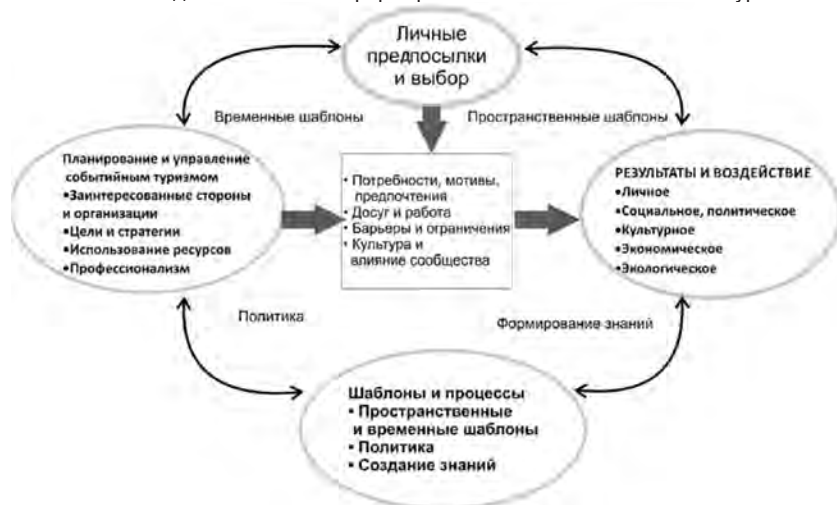 Личные
предпосылки
и выбор
Временные шаблоны
Пространственные шаблоны
Планирование и управление
событийным туризмом
•Заинтересованные стороны
и организации
•Цели и стратегии
•Использование ресурсов
•Профессионализм
• Потребности, мотивы,
предпочтения
• Досуг и работа
• Барьеры и ограничения
• Культура и
влияние сообщества
РЕЗУЛЬТАТЫ И ВОЗДЕЙСТВИЕ
•Личное
•Социальное, политическое
•Культурное
•Экономическое
•Экологическое
Политика
Формирование знаний
Шаблоны и процессы
▪ Пространственные
и временные шаблоны
▪ Политика
▪ Создание знаний